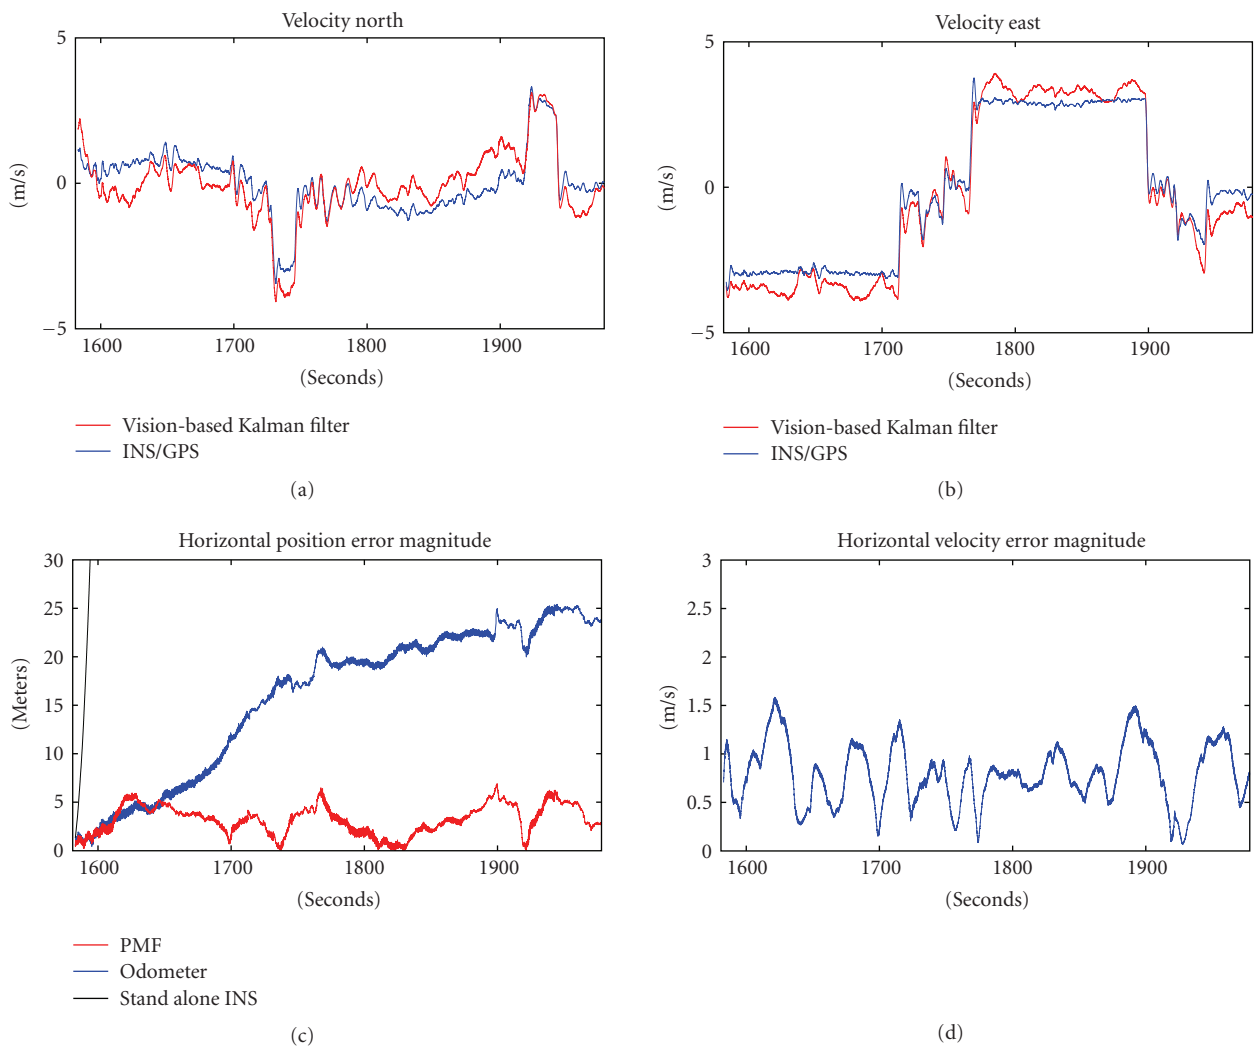 Velocity north
5
0
−5
(m/s)
1600 1700 1800 1900
(Seconds)
Vision-based Kalman filter
INS/GPS
(a)
Velocity east
5
0
−5
(m/s)
1600 1700 1800 1900
(Seconds)
Vision-based Kalman filter
INS/GPS
(b)
Horizontal position error magnitude
30
25
20
15
10
5
0
(Meters)
1600 1700 1800 1900
(Seconds)
PMF
Odometer
Stand alone INS
(c)
Horizontal velocity error magnitude
3
2.5
2
1.5
1
0.5
0
(m/s)
1600 1700 1800 1900
(Seconds)
(d)